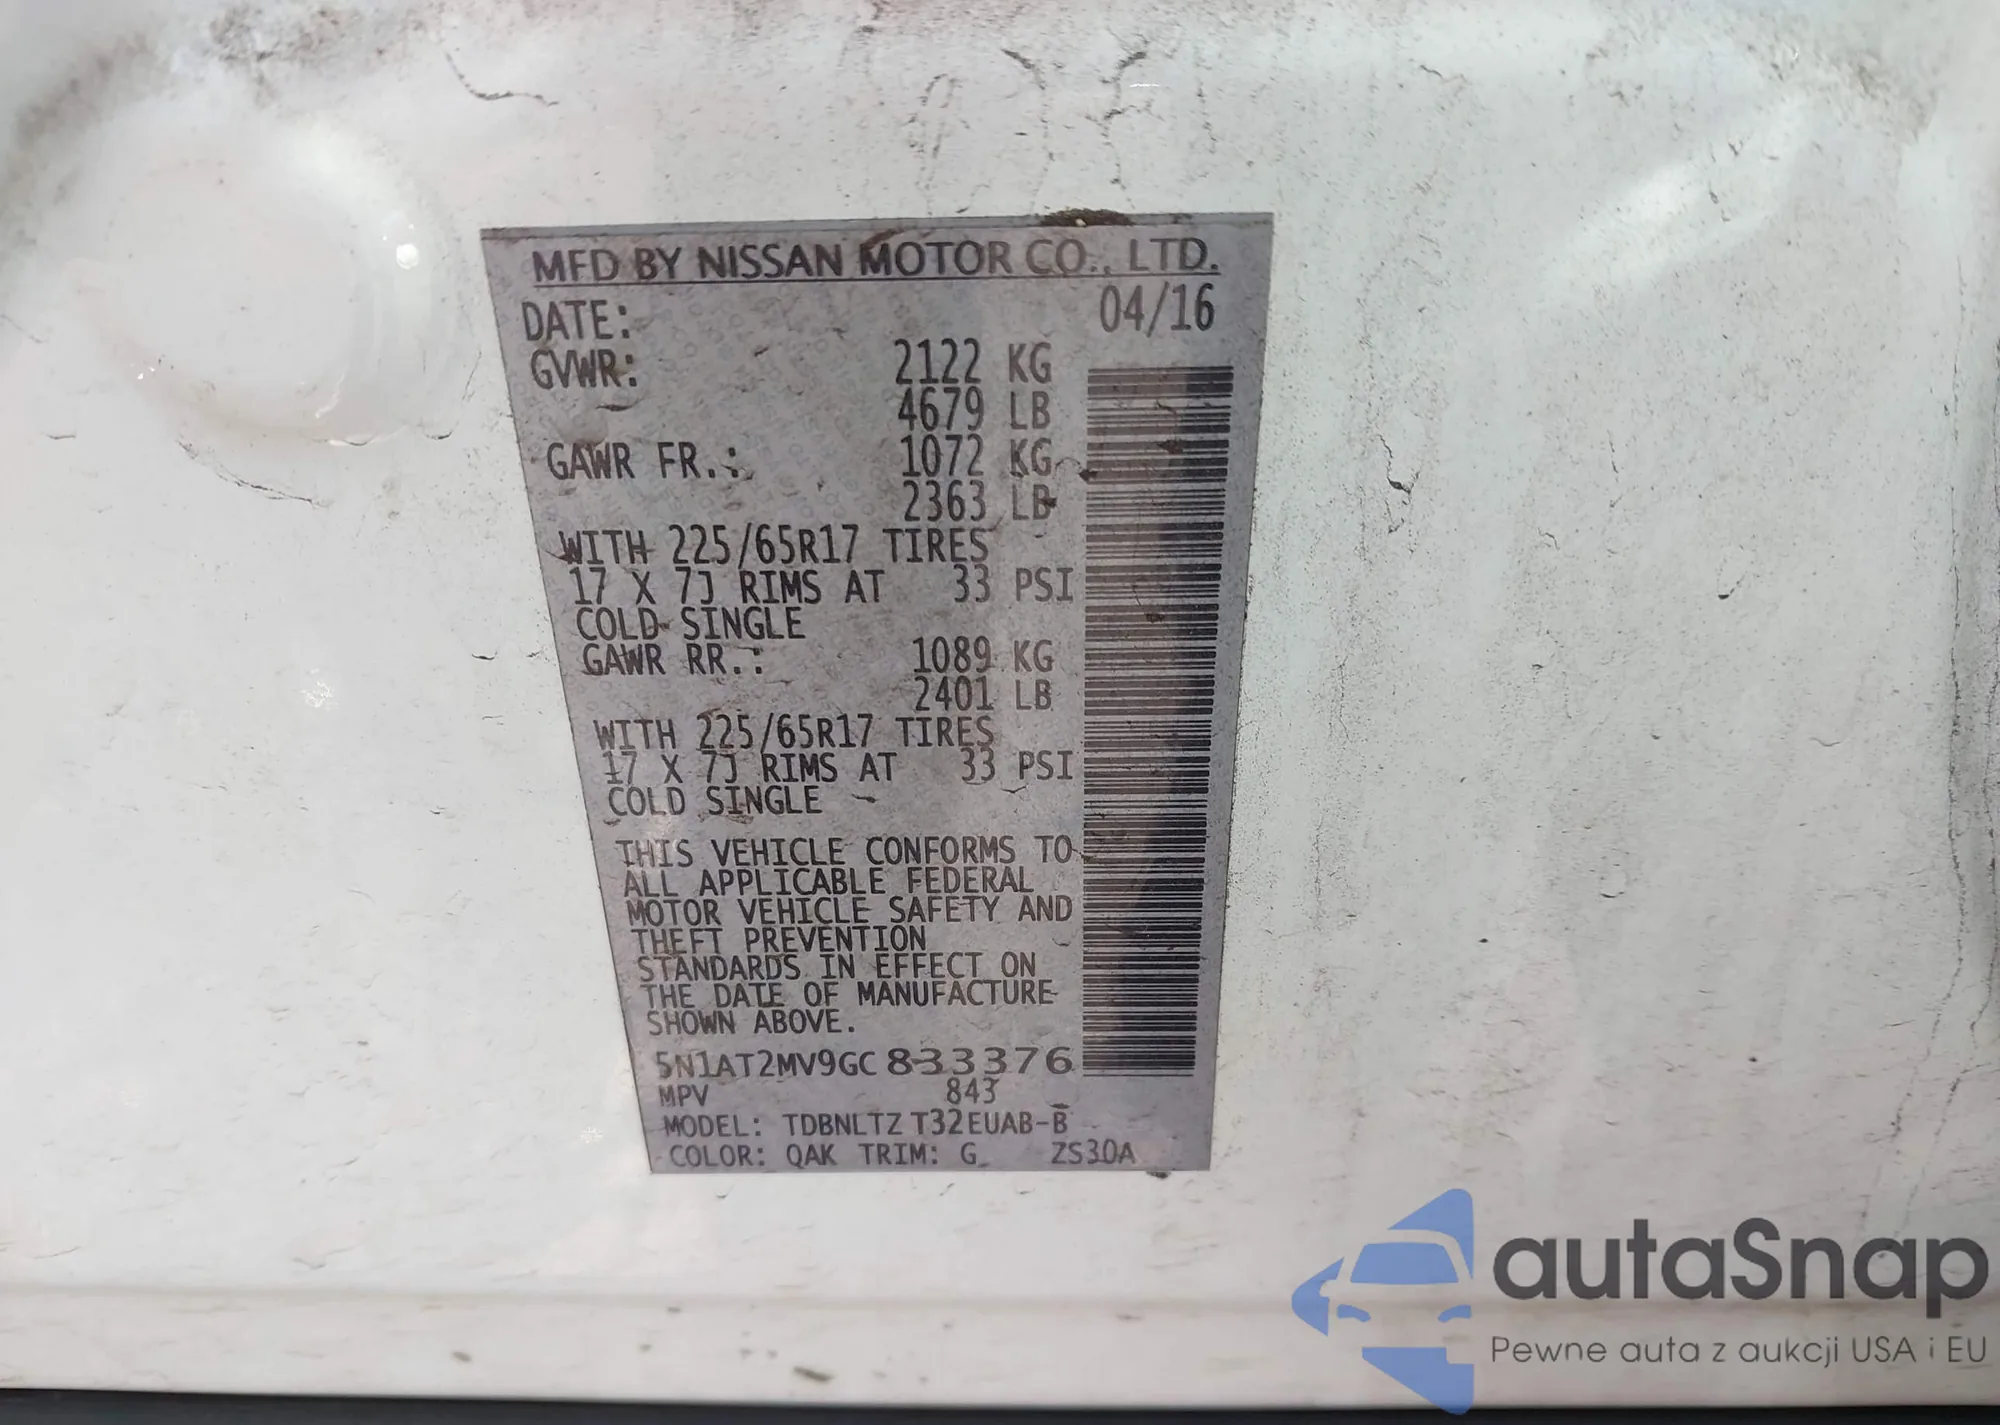 MFD BY NISSAN MOTOR CO., LTD.
DATE: 04/16
GVWR: 2122 KG
4679 LB
GAWR FR.: 1072 KG
2363 LB
WITH 225/65R17 TIRES
17 X 7J RIMS AT 33 PSI
COLD SINGLE
GAWR RR.: 1089 KG
2401 LB
WITH 225/65R17 TIRES
17 X 7J RIMS AT 33 PSI
COLD SINGLE
THIS VEHICLE CONFORMS TO
ALL APPLICABLE FEDERAL
MOTOR VEHICLE SAFETY AND
THEFT PREVENTION
STANDARDS IN EFFECT ON
THE DATE OF MANUFACTURE
SHOWN ABOVE.
5N1AT2MV9GC833376
MPV 843
MODEL: TDBNLTZ T32EUAB-B
COLOR: QAK TRIM: G ZS30A
autaSnap
Pewne auta z aukcji USA i EU